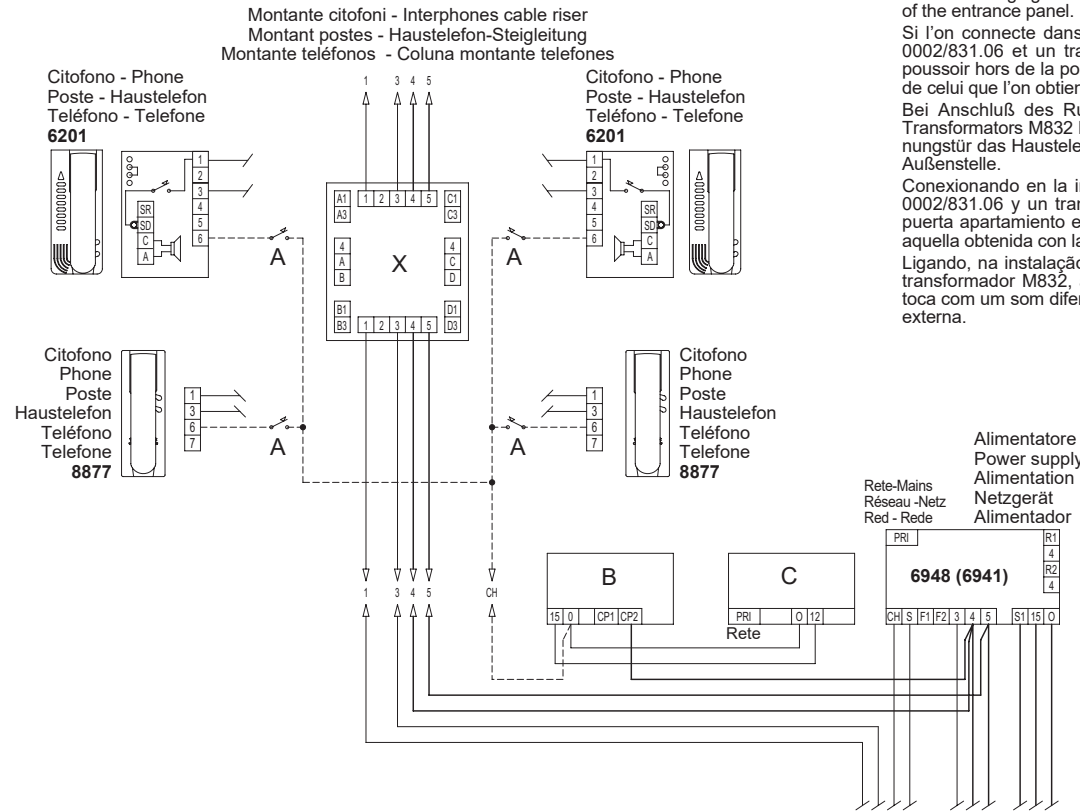 Montante citofoni - Interphones cable riser
Montant postes - Haustelefon-Steigleitung
Montante teléfonos - Coluna montante telefones
1 3 4 5
Citofono - Phone
Poste - Haustelefon
Teléfono - Telefone
6201
1
2
3
4
5
6
SR
SD
C
A
A
A1
A3
1 2 3 4 5
C1
C3
4
A
B
X
4
C
D
B1
B3
1 2 3 4 5
D1
D3
Citofono - Phone
Poste - Haustelefon
Teléfono - Telefone
6201
1
2
3
4
5
6
SR
SD
C
A
A
Citofono
Phone
Poste
Haustelefon
Teléfono
Telefone
8877
1
3
6
7
A
Citofono
Phone
Poste
Haustelefon
Teléfono
Telefone
8877
1
3
6
7
A
of the entrance panel.
Si l'on connecte dans
0002/831.06 et un tra
poussoir hors de la po
de celui que l'on obtier
Bei Anschluß des Ru
Transformators M832
nungstür das Haustele
Außenstelle.
Conexionando en la i
0002/831.06 y un tran
puerta apartamiento e
aquella obtenida con la
Ligando, na instalação
transformador M832,
toca com um som difer
externa.
Alimentatore
Power supply
Alimentation
Netzgerät
Alimentador
Rete-Mains
Réseau -Netz
Red - Rede
PRI
6948 (6941)
R1
4
R2
4
CH S F1 F2 3 4 5 S1 15 O
B
15 0 CP1 CP2
C
PRI O 12
Rete
1 3 4 5 CH